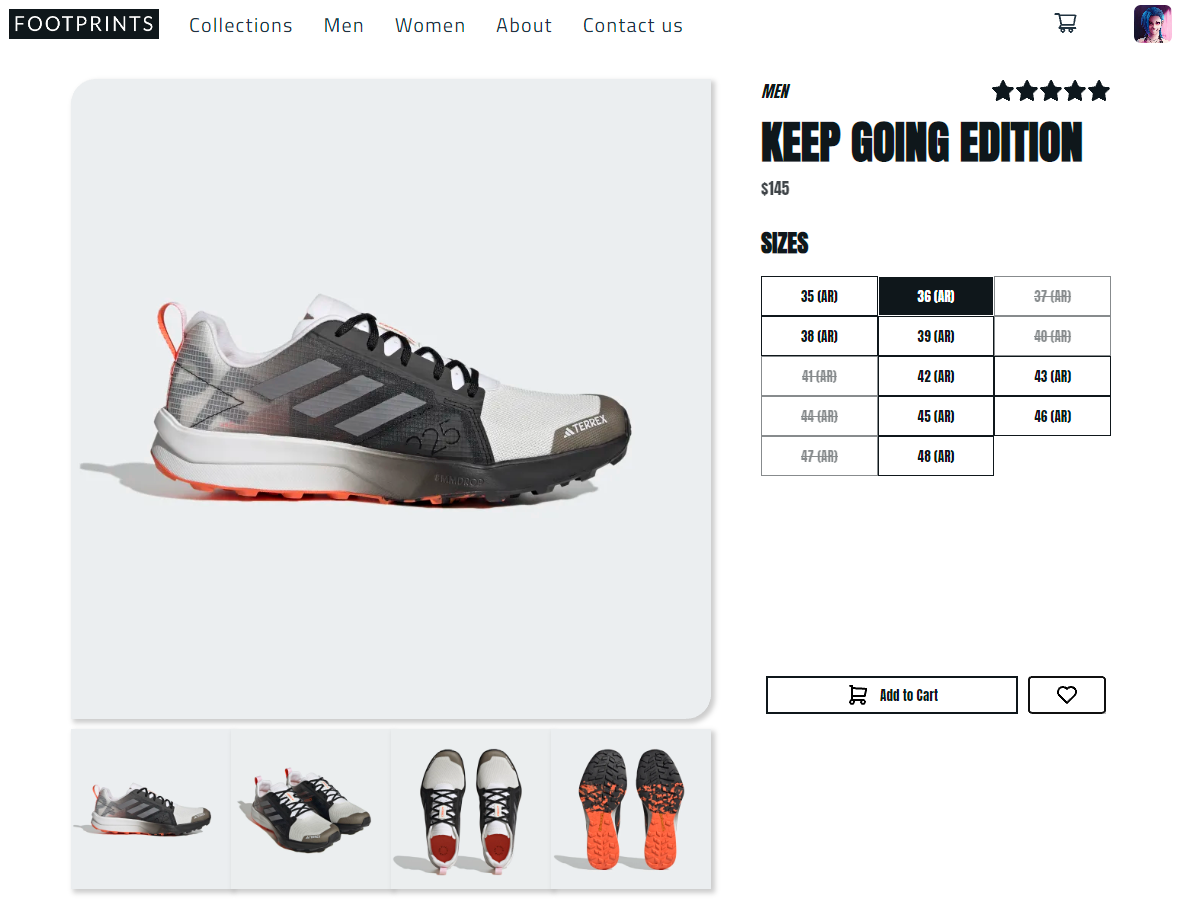 FOOTPRINTS Collections Men Women About Contact us
MEN
KEEP GOING EDITION
$145
SIZES
35 (AR) 36 (AR) 37 (AR)
38 (AR) 39 (AR) 40 (AR)
41 (AR) 42 (AR) 43 (AR)
44 (AR) 45 (AR) 46 (AR)
47 (AR) 48 (AR)
TERREX
225
8MMDROP
Add to Cart